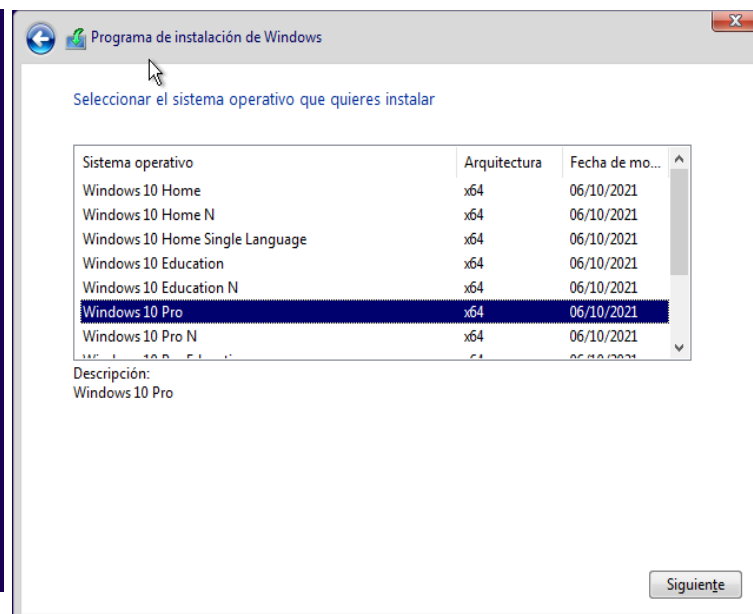 Programa de instalación de Windows
Seleccionar el sistema operativo que quieres instalar
Sistema operativo Arquitectura Fecha de mo...
Windows 10 Home x64 06/10/2021
Windows 10 Home N x64 06/10/2021
Windows 10 Home Single Language x64 06/10/2021
Windows 10 Education x64 06/10/2021
Windows 10 Education N x64 06/10/2021
Windows 10 Pro x64 06/10/2021
Windows 10 Pro N x64 06/10/2021
Descripción:
Windows 10 Pro
Siguiente